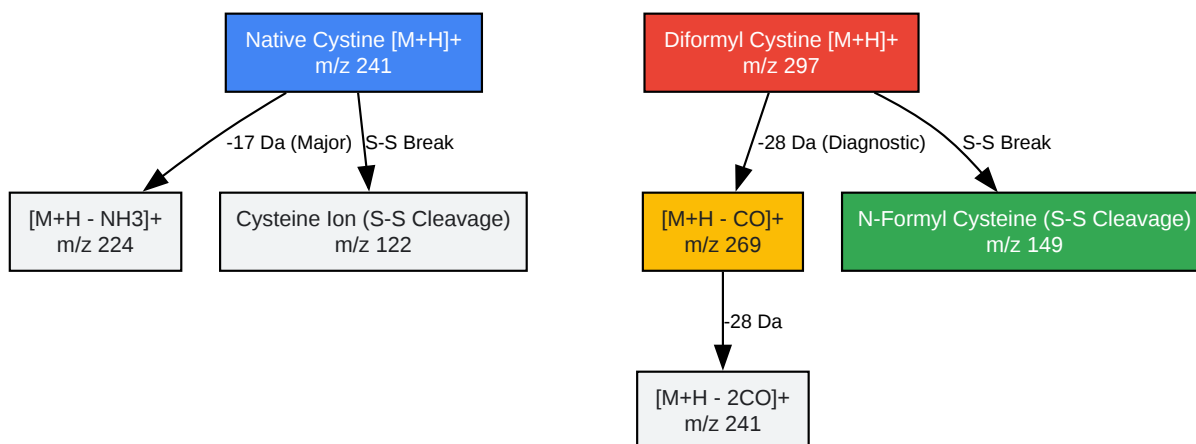 Native Cystine [M+H]+
m/z 241
Diformyl Cystine [M+H]+
m/z 297
-17 Da (Major)
S-S Break
-28 Da (Diagnostic)
S-S Break
[M+H - NH3]+
m/z 224
Cysteine Ion (S-S Cleavage)
m/z 122
[M+H - CO]+
m/z 269
N-Formyl Cysteine (S-S Cleavage)
m/z 149
-28 Da
[M+H - 2CO]+
m/z 241